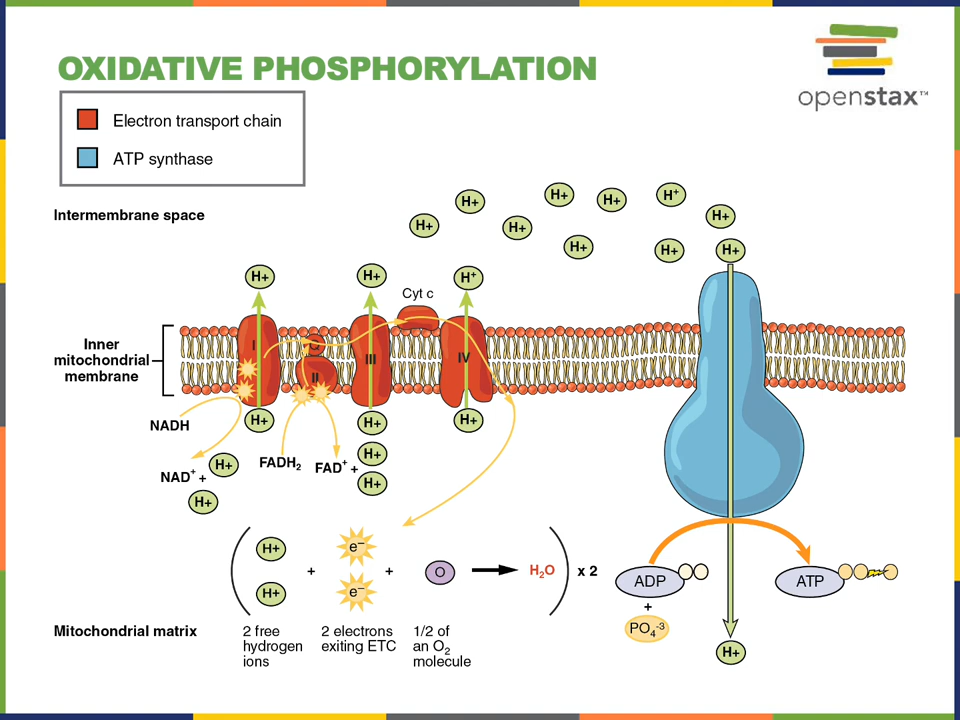 OXIDATIVE PHOSPHORYLATION
openstax™
Electron transport chain
ATP synthase
Intermembrane space
H+
H+
H+
H+
H+
H+
H+
H+
H+
H+
H+
H+
H+
Cyt c
Inner
mitochondrial
membrane
I
Q
II
III
IV
NADH
H+
H+
H+
NAD+ +
H+
H+
FADH2
FAD+ +
H+
H+
H+
H+
e–
e–
+
+
O
H2O
x 2
ADP
+
PO4-3
ATP
H+
Mitochondrial matrix
2 free
hydrogen
ions
2 electrons
exiting ETC
1/2 of
an O2
molecule